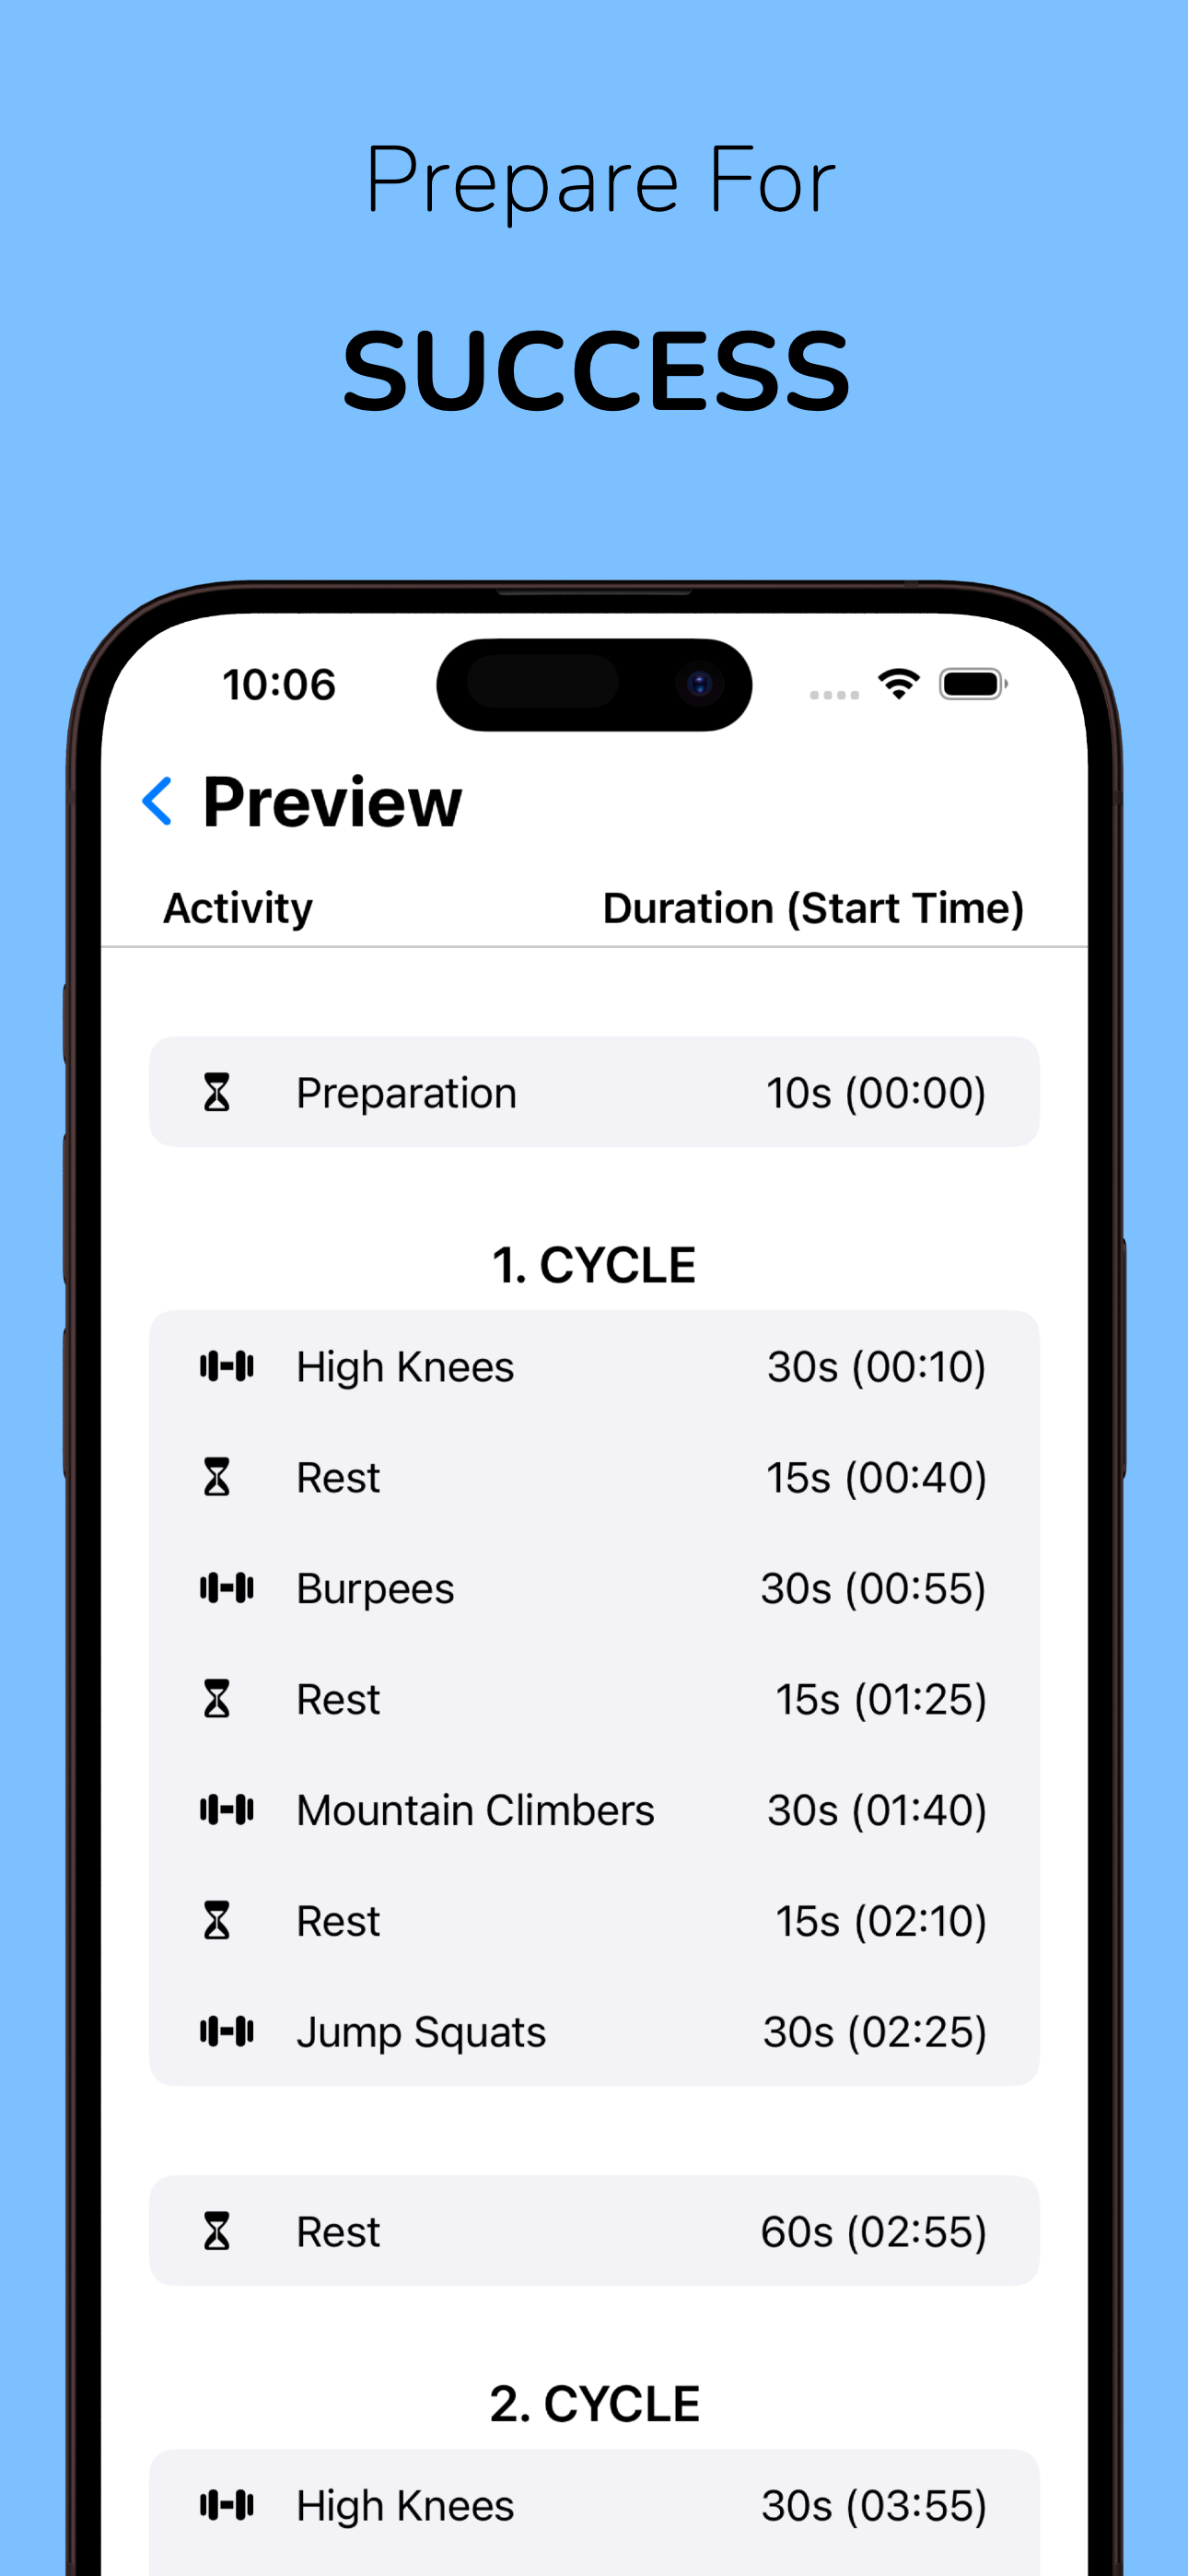 Prepare For
SUCCESS
10:06
Preview
Activity Duration (Start Time)
Preparation 10s (00:00)
1. CYCLE
High Knees 30s (00:10)
Rest 15s (00:40)
Burpees 30s (00:55)
Rest 15s (01:25)
Mountain Climbers 30s (01:40)
Rest 15s (02:10)
Jump Squats 30s (02:25)
Rest 60s (02:55)
2. CYCLE
High Knees 30s (03:55)